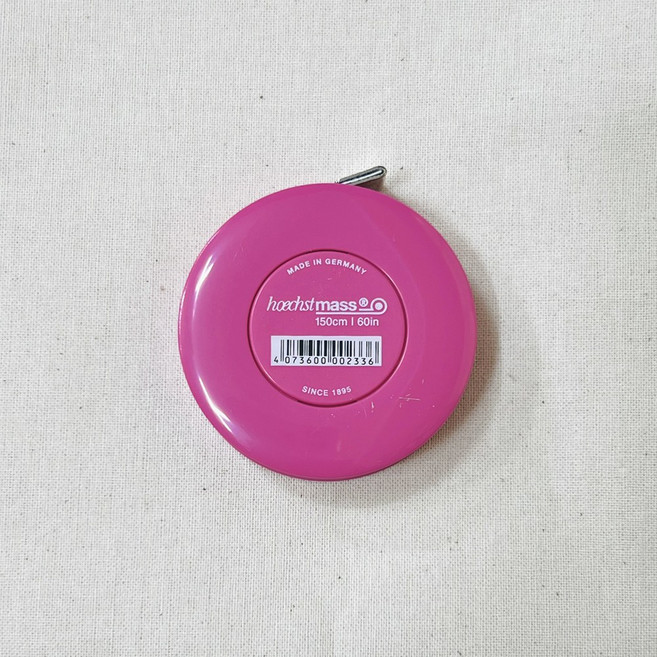 MADE IN GERMANY
hoechstmass®
150cm | 60in
4 073600 002336
SINCE 1895